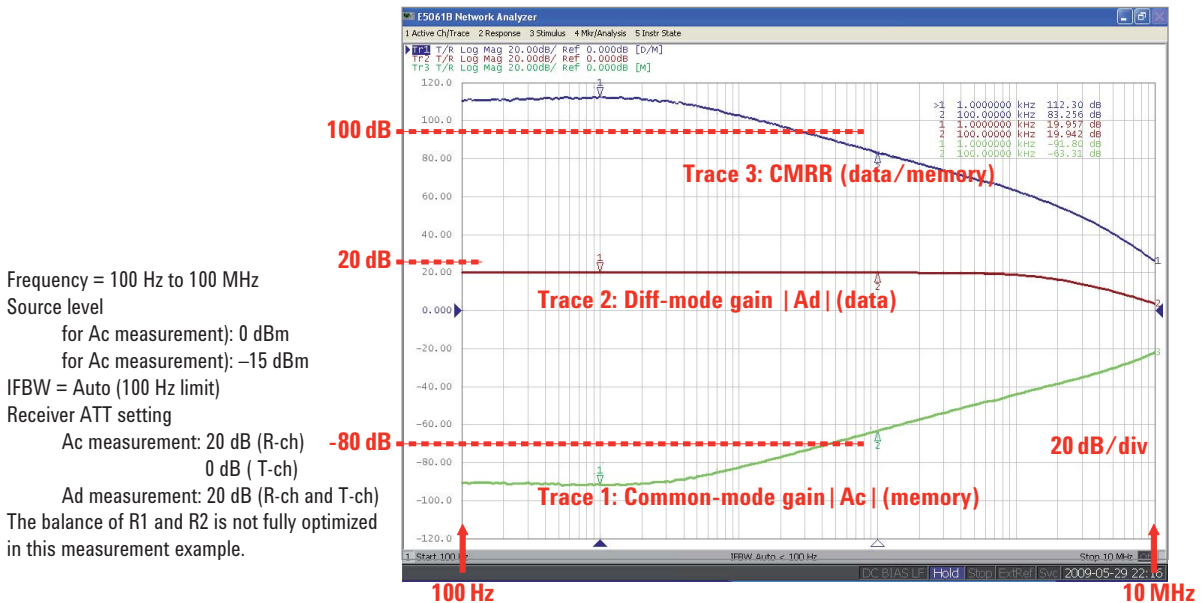 Frequency = 100 Hz to 100 MHz
Source level
for Ac measurement): 0 dBm
for Ac measurement): –15 dBm
IFBW = Auto (100 Hz limit)
Receiver ATT setting
Ac measurement: 20 dB (R-ch)
0 dB ( T-ch)
Ad measurement: 20 dB (R-ch and T-ch)
The balance of R1 and R2 is not fully optimized
in this measurement example.
E5061B Network Analyzer
1 Active Ch/Trace 2 Response 3 Stimulus 4 Mkr/Analysis 5 Instr State
Tr1 T/R Log Mag 20.00dB/ Ref 0.000dB [D/M]
Tr2 T/R Log Mag 20.00dB/ Ref 0.000dB
Tr3 T/R Log Mag 20.00dB/ Ref 0.000dB [M]
120.0
100.0
80.00
60.00
40.00
20.00
0.000
-20.00
-40.00
-60.00
-80.00
-100.0
-120.0
>1 1.0000000 kHz 112.30 dB
2 100.00000 kHz 83.256 dB
1 1.0000000 kHz 19.957 dB
2 100.00000 kHz 19.942 dB
1 1.0000000 kHz -91.80 dB
2 100.00000 kHz -63.31 dB
100 dB
Trace 3: CMRR (data/memory)
20 dB
Trace 2: Diff-mode gain |Ad| (data)
-80 dB
20 dB/div
Trace 1: Common-mode gain |Ac| (memory)
1
1
2
1
2
1
2
3
1 Start 100 Hz
IFBW Auto < 100 Hz
Stop 10 MHz
DC BIAS LF Hold Stop ExtRef Svc 2009-05-29 22:16
100 Hz
10 MHz